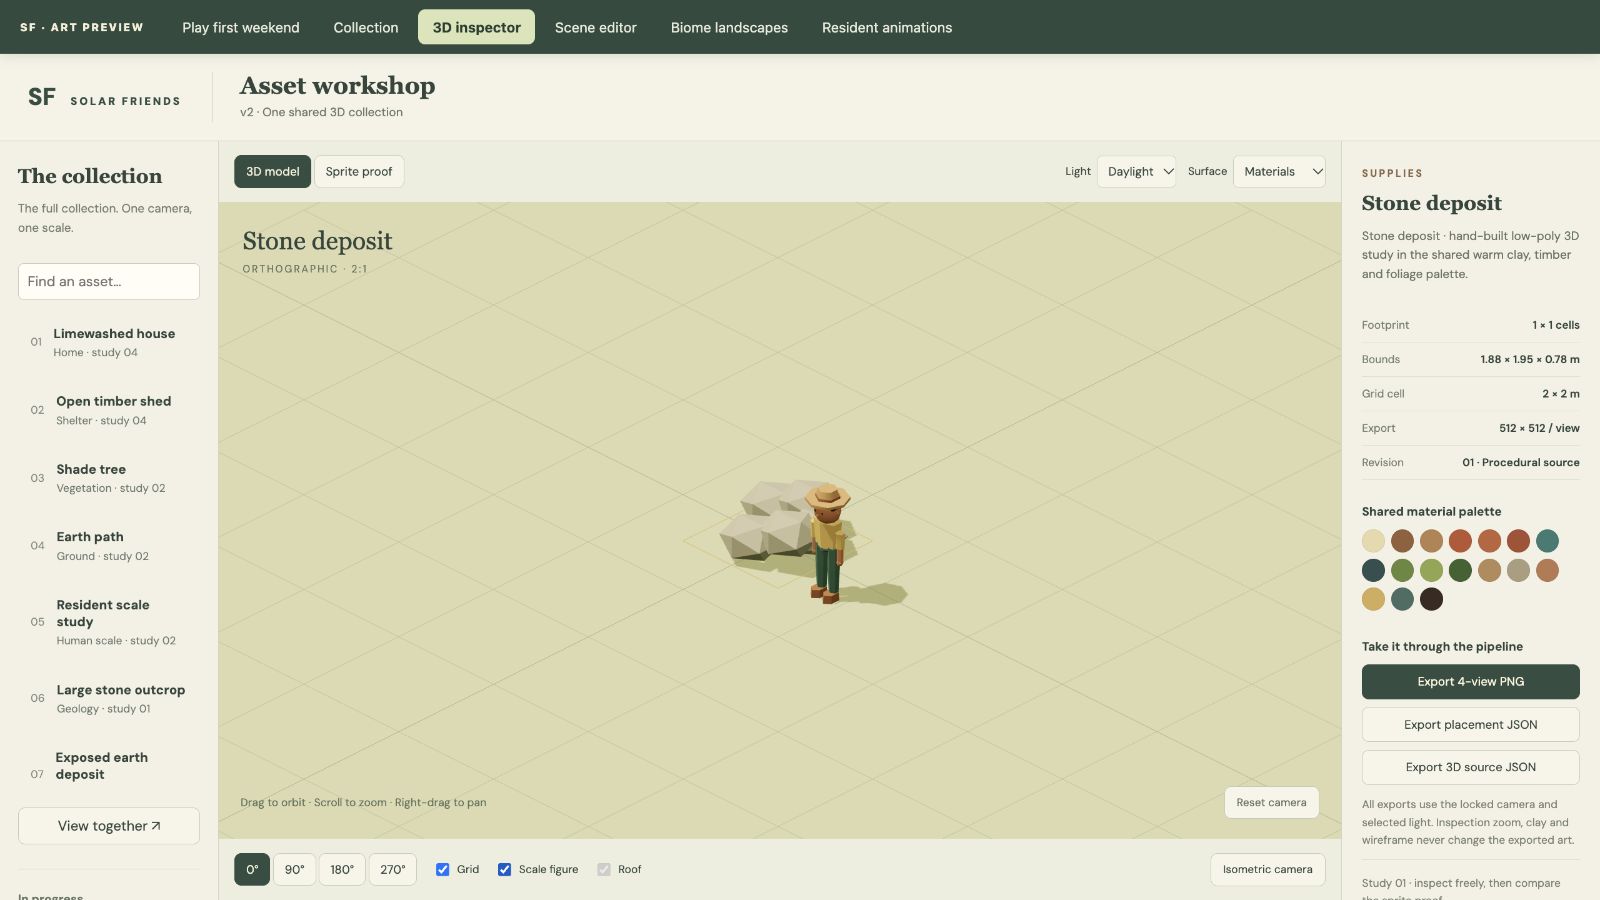 SF · ART PREVIEW
Play first weekend
Collection
3D inspector
Scene editor
Biome landscapes
Resident animations
SF SOLAR FRIENDS
Asset workshop
v2 · One shared 3D collection
The collection
The full collection. One camera,
one scale.
Find an asset...
01 Limewashed house
Home · study 04
02 Open timber shed
Shelter · study 04
03 Shade tree
Vegetation · study 02
04 Earth path
Ground · study 02
05 Resident scale
study
Human scale · study 02
06 Large stone outcrop
Geology · study 01
07 Exposed earth
deposit
View together ↗
In progress
3D model
Sprite proof
Light Daylight
Surface Materials
Stone deposit
ORTHOGRAPHIC · 2:1
Drag to orbit · Scroll to zoom · Right-drag to pan
Reset camera
0° 90° 180° 270°
Grid
Scale figure
Roof
Isometric camera
SUPPLIES
Stone deposit
Stone deposit · hand-built low-poly 3D
study in the shared warm clay, timber
and foliage palette.
Footprint 1 × 1 cells
Bounds 1.88 × 1.95 × 0.78 m
Grid cell 2 × 2 m
Export 512 × 512 / view
Revision 01 · Procedural source
Shared material palette
Take it through the pipeline
Export 4-view PNG
Export placement JSON
Export 3D source JSON
All exports use the locked camera and
selected light. Inspection zoom, clay and
wireframe never change the exported art.
Study 01 · inspect freely, then compare
the sprite proof.